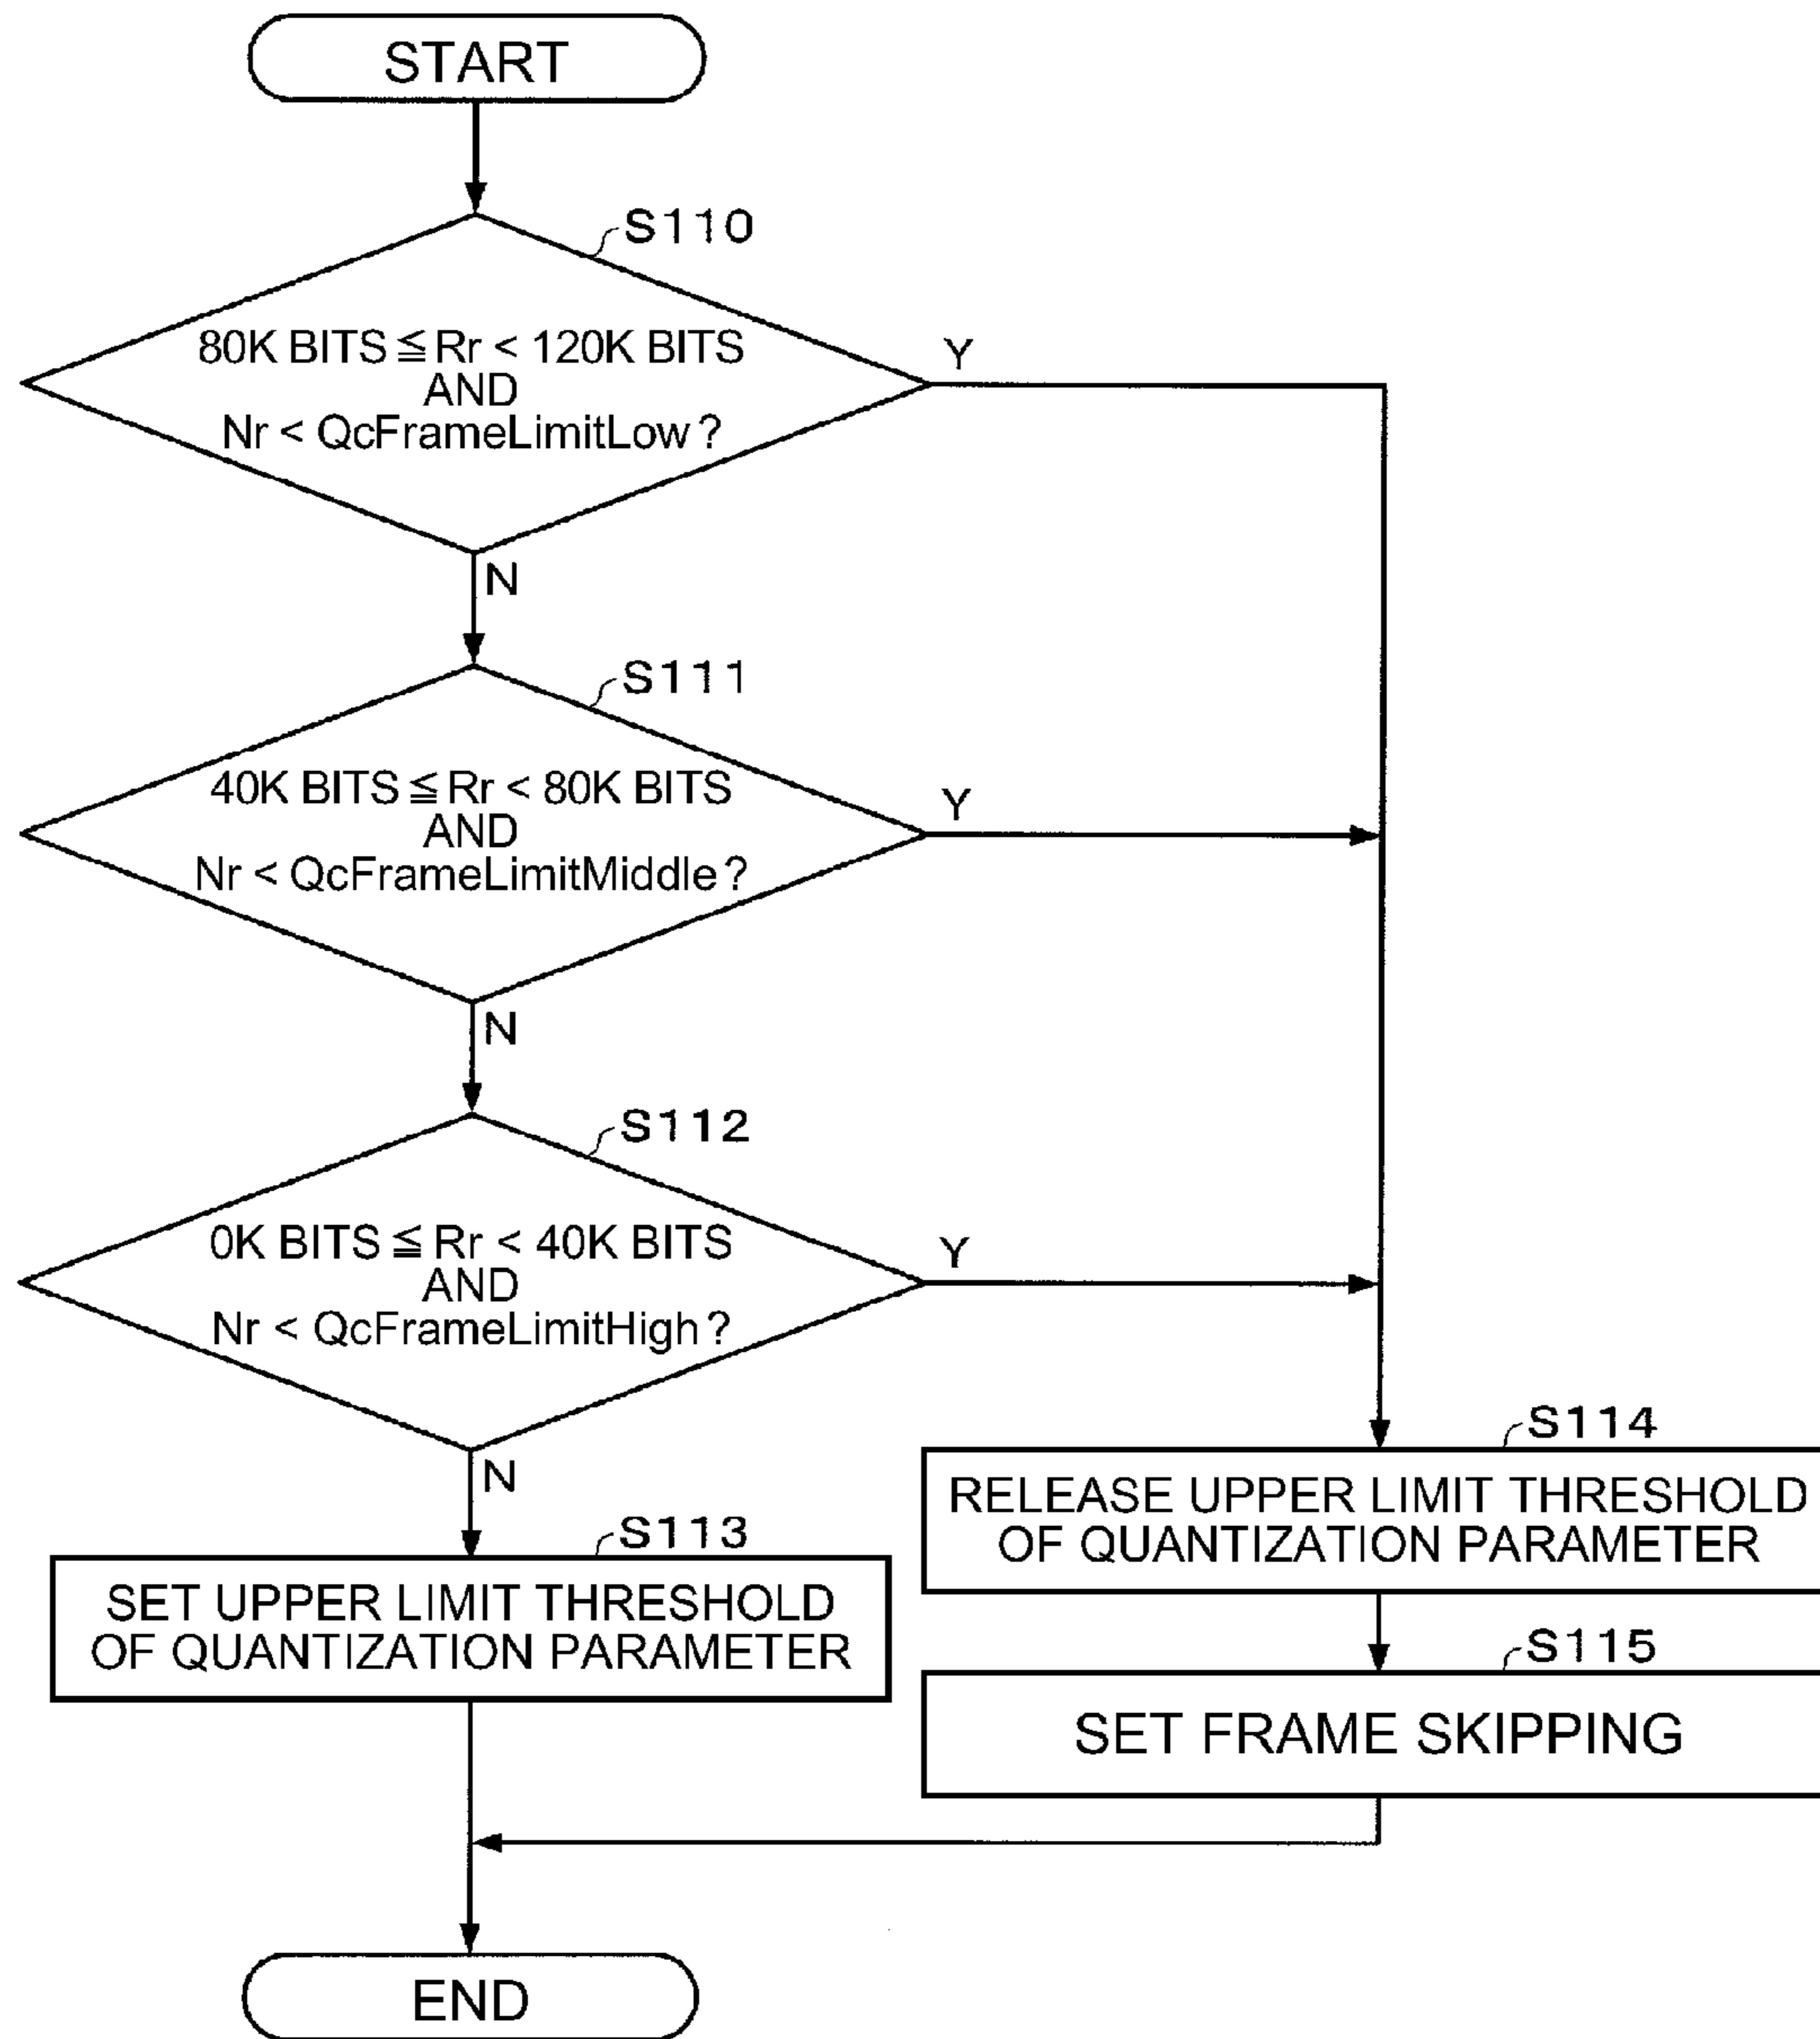 START
S110
80K BITS ≦ Rr < 120K BITS
AND
Nr < QcFrameLimitLow ?
Y
N
S111
40K BITS ≦ Rr < 80K BITS
AND
Nr < QcFrameLimitMiddle ?
Y
N
S112
0K BITS ≦ Rr < 40K BITS
AND
Nr < QcFrameLimitHigh ?
Y
N
S113
SET UPPER LIMIT THRESHOLD
OF QUANTIZATION PARAMETER
S114
RELEASE UPPER LIMIT THRESHOLD
OF QUANTIZATION PARAMETER
S115
SET FRAME SKIPPING
END